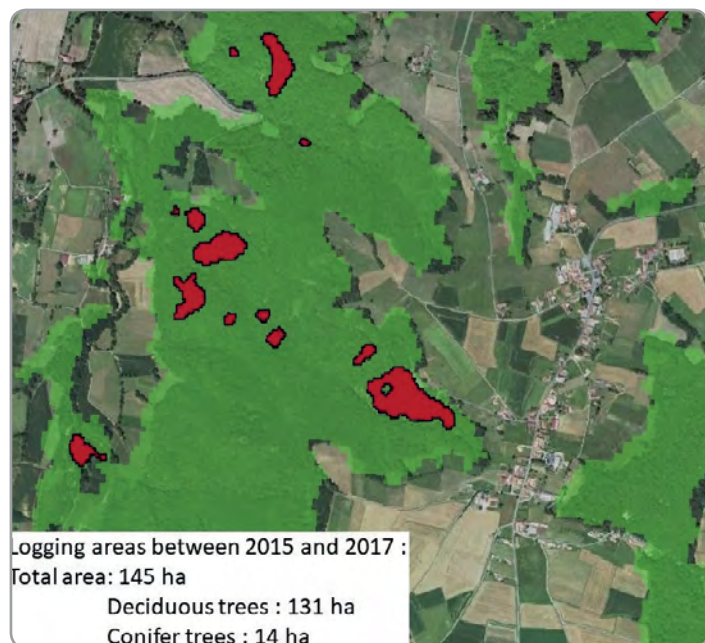 Logging areas between 2015 and 2017 :
Total area: 145 ha
Deciduous trees : 131 ha
Conifer trees : 14 ha